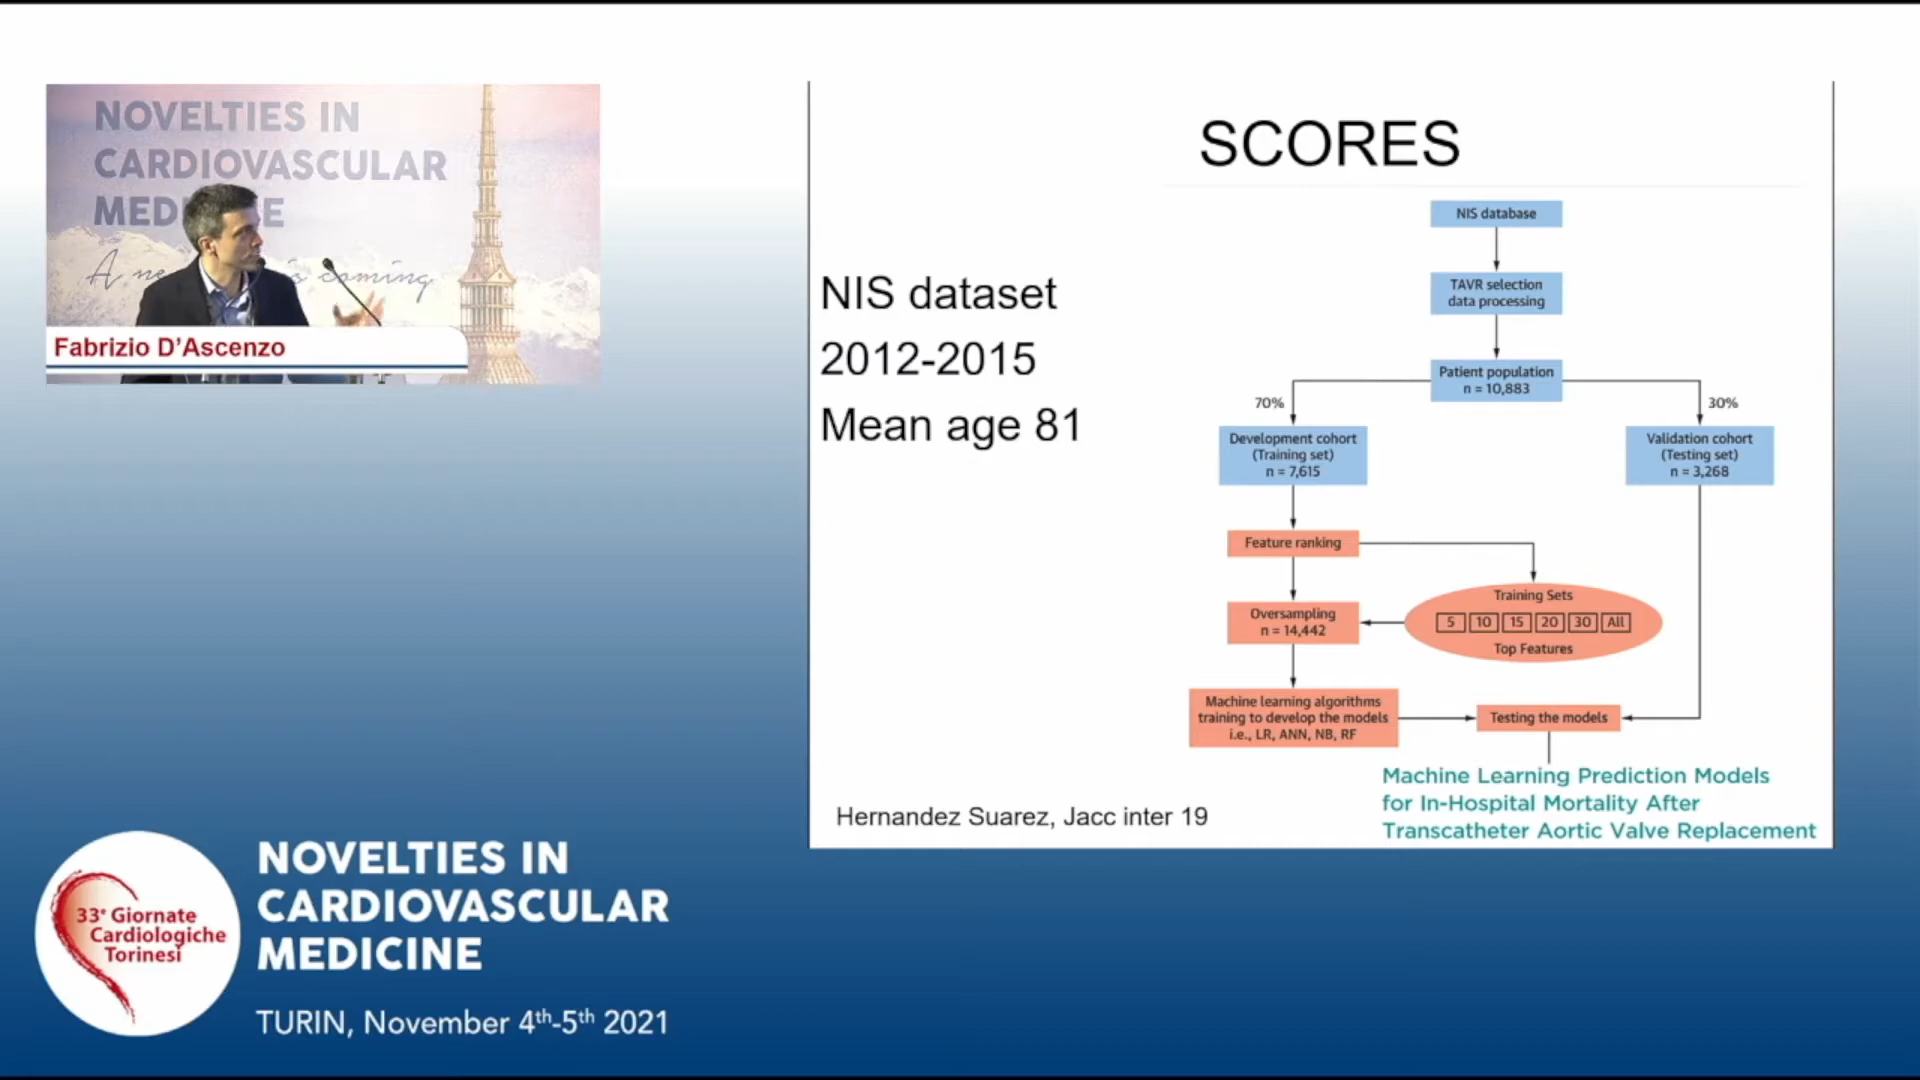 NOVELTIES IN
CARDIOVASCULAR
MED E
A ne s coming
Fabrizio D'Ascenzo
SCORES
NIS dataset
2012-2015
Mean age 81
NIS database
TAVR selection
data processing
Patient population
n = 10,883
70%
30%
Development cohort
(Training set)
n = 7,615
Validation cohort
(Testing set)
n = 3,268
Feature ranking
Training Sets
5 10 15 20 30 All
Top Features
Oversampling
n = 14,442
Machine learning algorithms
training to develop the models
i.e., LR, ANN, NB, RF
Testing the models
Machine Learning Prediction Models
for In-Hospital Mortality After
Transcatheter Aortic Valve Replacement
Hernandez Suarez, Jacc inter 19
33° Giornate
Cardiologiche
Torinesi
NOVELTIES IN
CARDIOVASCULAR
MEDICINE
TURIN, November 4th-5th 2021